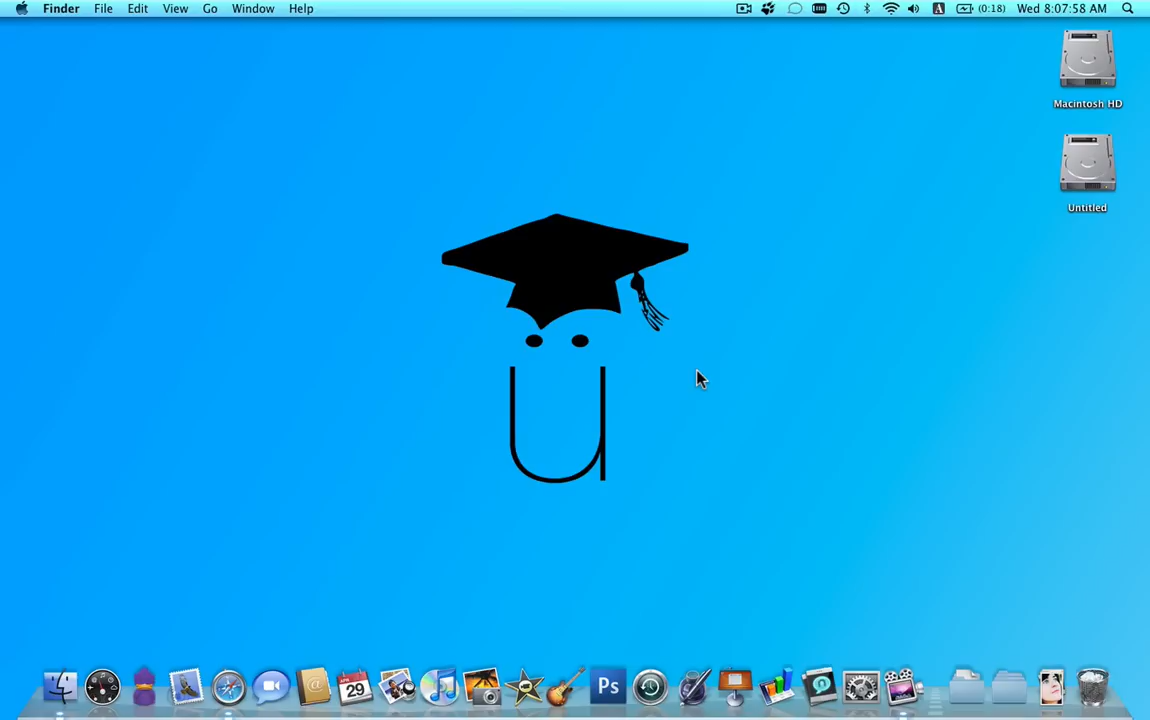 Finder File Edit View Go Window Help A (0:18) Wed 8:07:58 AM
Macintosh HD
Untitled
u
APR 29 Ps